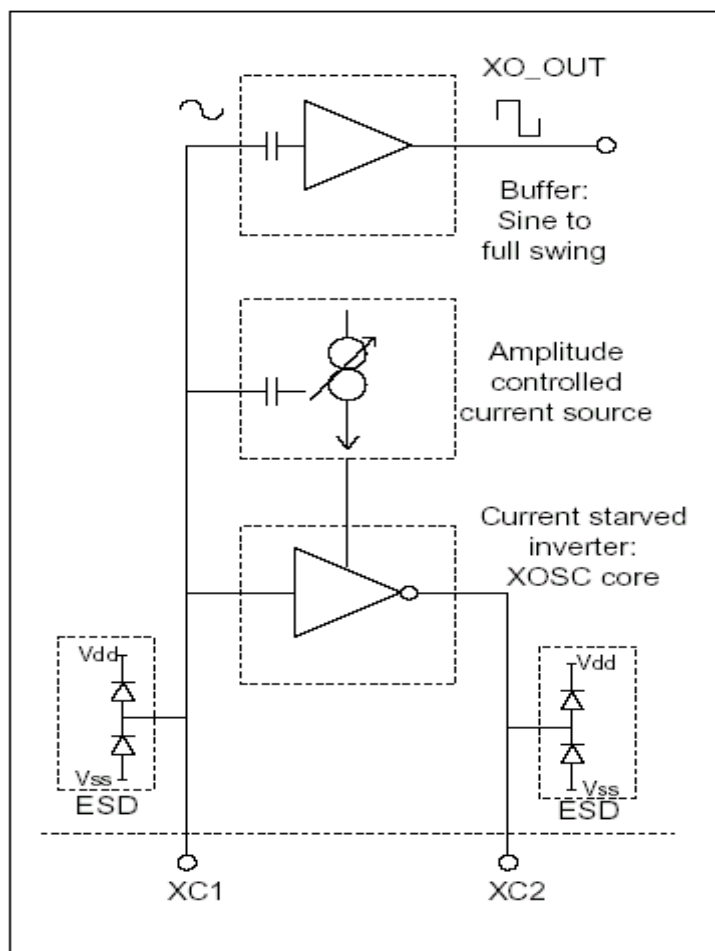 XO_OUT
Buffer:
Sine to
full swing
Amplitude
controlled
current source
Current starved
inverter:
XOSC core
Vdd
Vss
ESD
Vdd
Vss
ESD
XC1
XC2